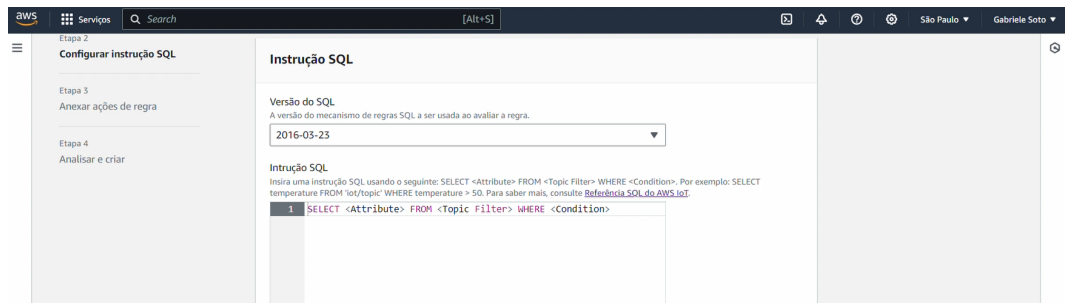 aws Serviços Search [Alt+S] São Paulo ▼ Gabriele Soto ▼
Etapa 2
Configurar instrução SQL
Etapa 3
Anexar ações de regra
Etapa 4
Analisar e criar
Instrução SQL
Versão do SQL
A versão do mecanismo de regras SQL a ser usada ao avaliar a regra.
2016-03-23
Intrução SQL
Insira uma instrução SQL usando o seguinte: SELECT <Attribute> FROM <Topic Filter> WHERE <Condition>. Por exemplo: SELECT
temperature FROM 'iot/topic' WHERE temperature > 50. Para saber mais, consulte Referência SQL do AWS IoT.
1 SELECT <Attribute> FROM <Topic Filter> WHERE <Condition>